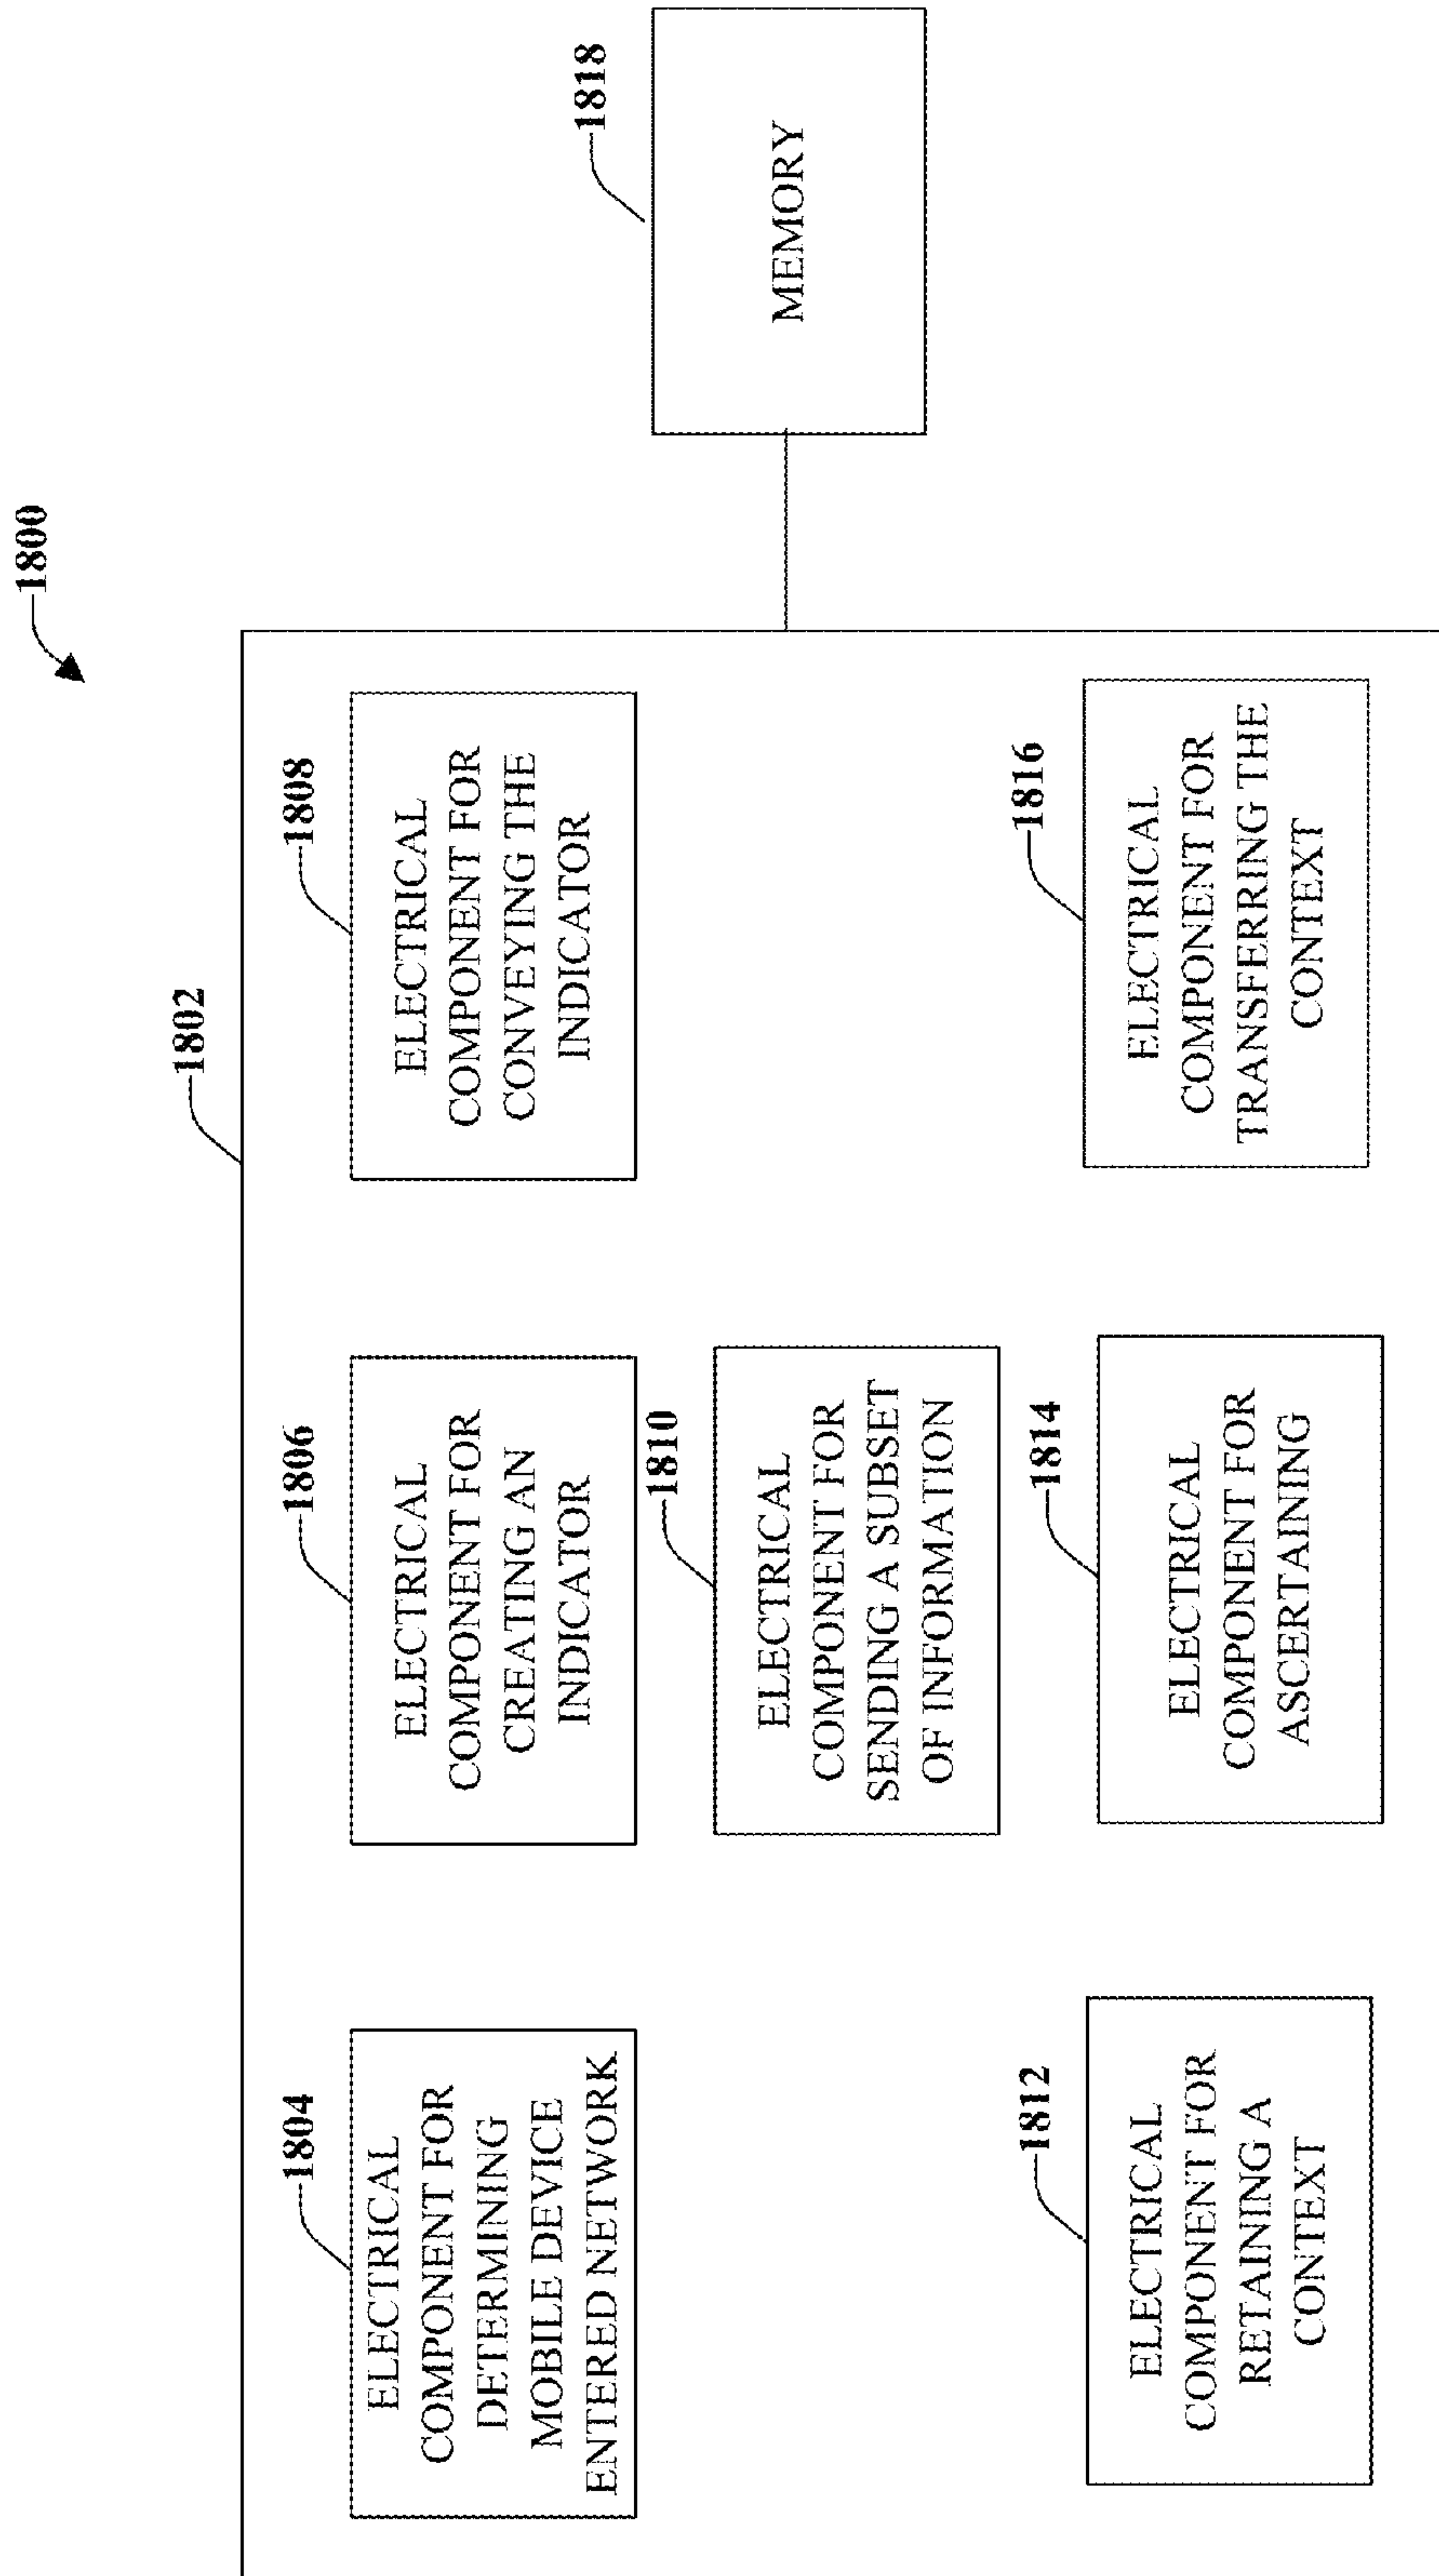 1800
1802
1804
ELECTRICAL
COMPONENT FOR
DETERMINING
MOBILE DEVICE
ENTERED NETWORK
1806
ELECTRICAL
COMPONENT FOR
CREATING AN
INDICATOR
1808
ELECTRICAL
COMPONENT FOR
CONVEYING THE
INDICATOR
1810
ELECTRICAL
COMPONENT FOR
SENDING A SUBSET
OF INFORMATION
1812
ELECTRICAL
COMPONENT FOR
RETAINING A
CONTEXT
1814
ELECTRICAL
COMPONENT FOR
ASCERTAINING
1816
ELECTRICAL
COMPONENT FOR
TRANSFERRING THE
CONTEXT
1818
MEMORY